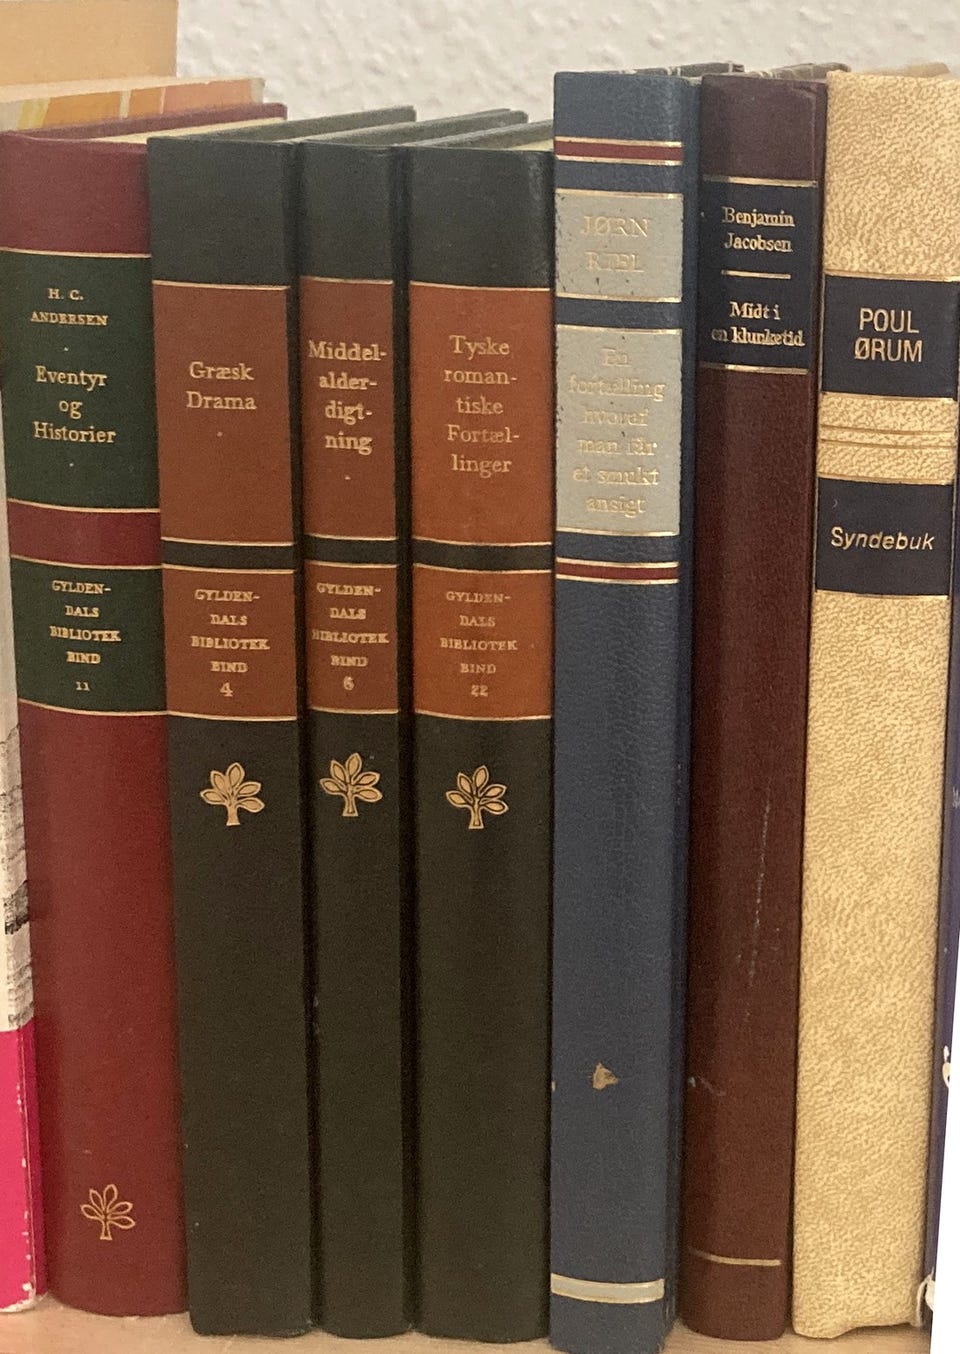 H. C.
ANDERSEN
Eventyr
og
Historier
GYLDEN-
DALS
BIBLIOTEK
BIND
11
Græsk
Drama
GYLDEN-
DALS
BIBLIOTEK
BIND
4
Middel-
alder-
digt-
ning
GYLDEN-
DALS
BIBLIOTEK
BIND
6
Tyske
roman-
tiske
Fortæl-
linger
GYLDEN-
DALS
BIBLIOTEK
BIND
22
JØRN
RIEL
En
fortælling
hvoraf
man får
et smukt
ansigt
Benjamin
Jacobsen
Midt i
en klunketid
POUL
ØRUM
Syndebuk